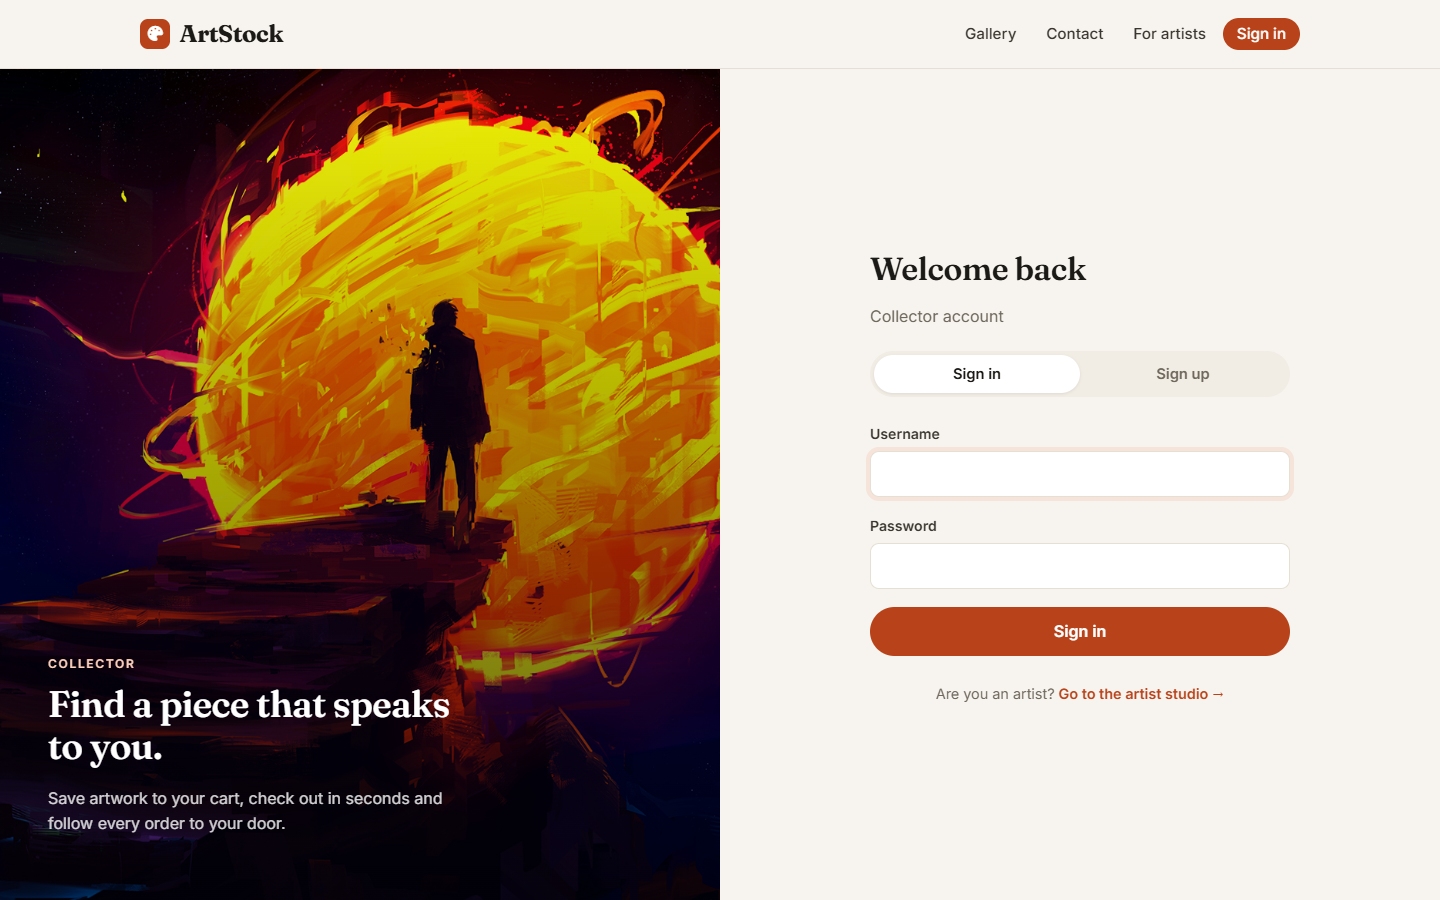 ArtStock
Gallery
Contact
For artists
Sign in
COLLECTOR
Find a piece that speaks
to you.
Save artwork to your cart, check out in seconds and
follow every order to your door.
Welcome back
Collector account
Sign in
Sign up
Username
Password
Sign in
Are you an artist? Go to the artist studio →